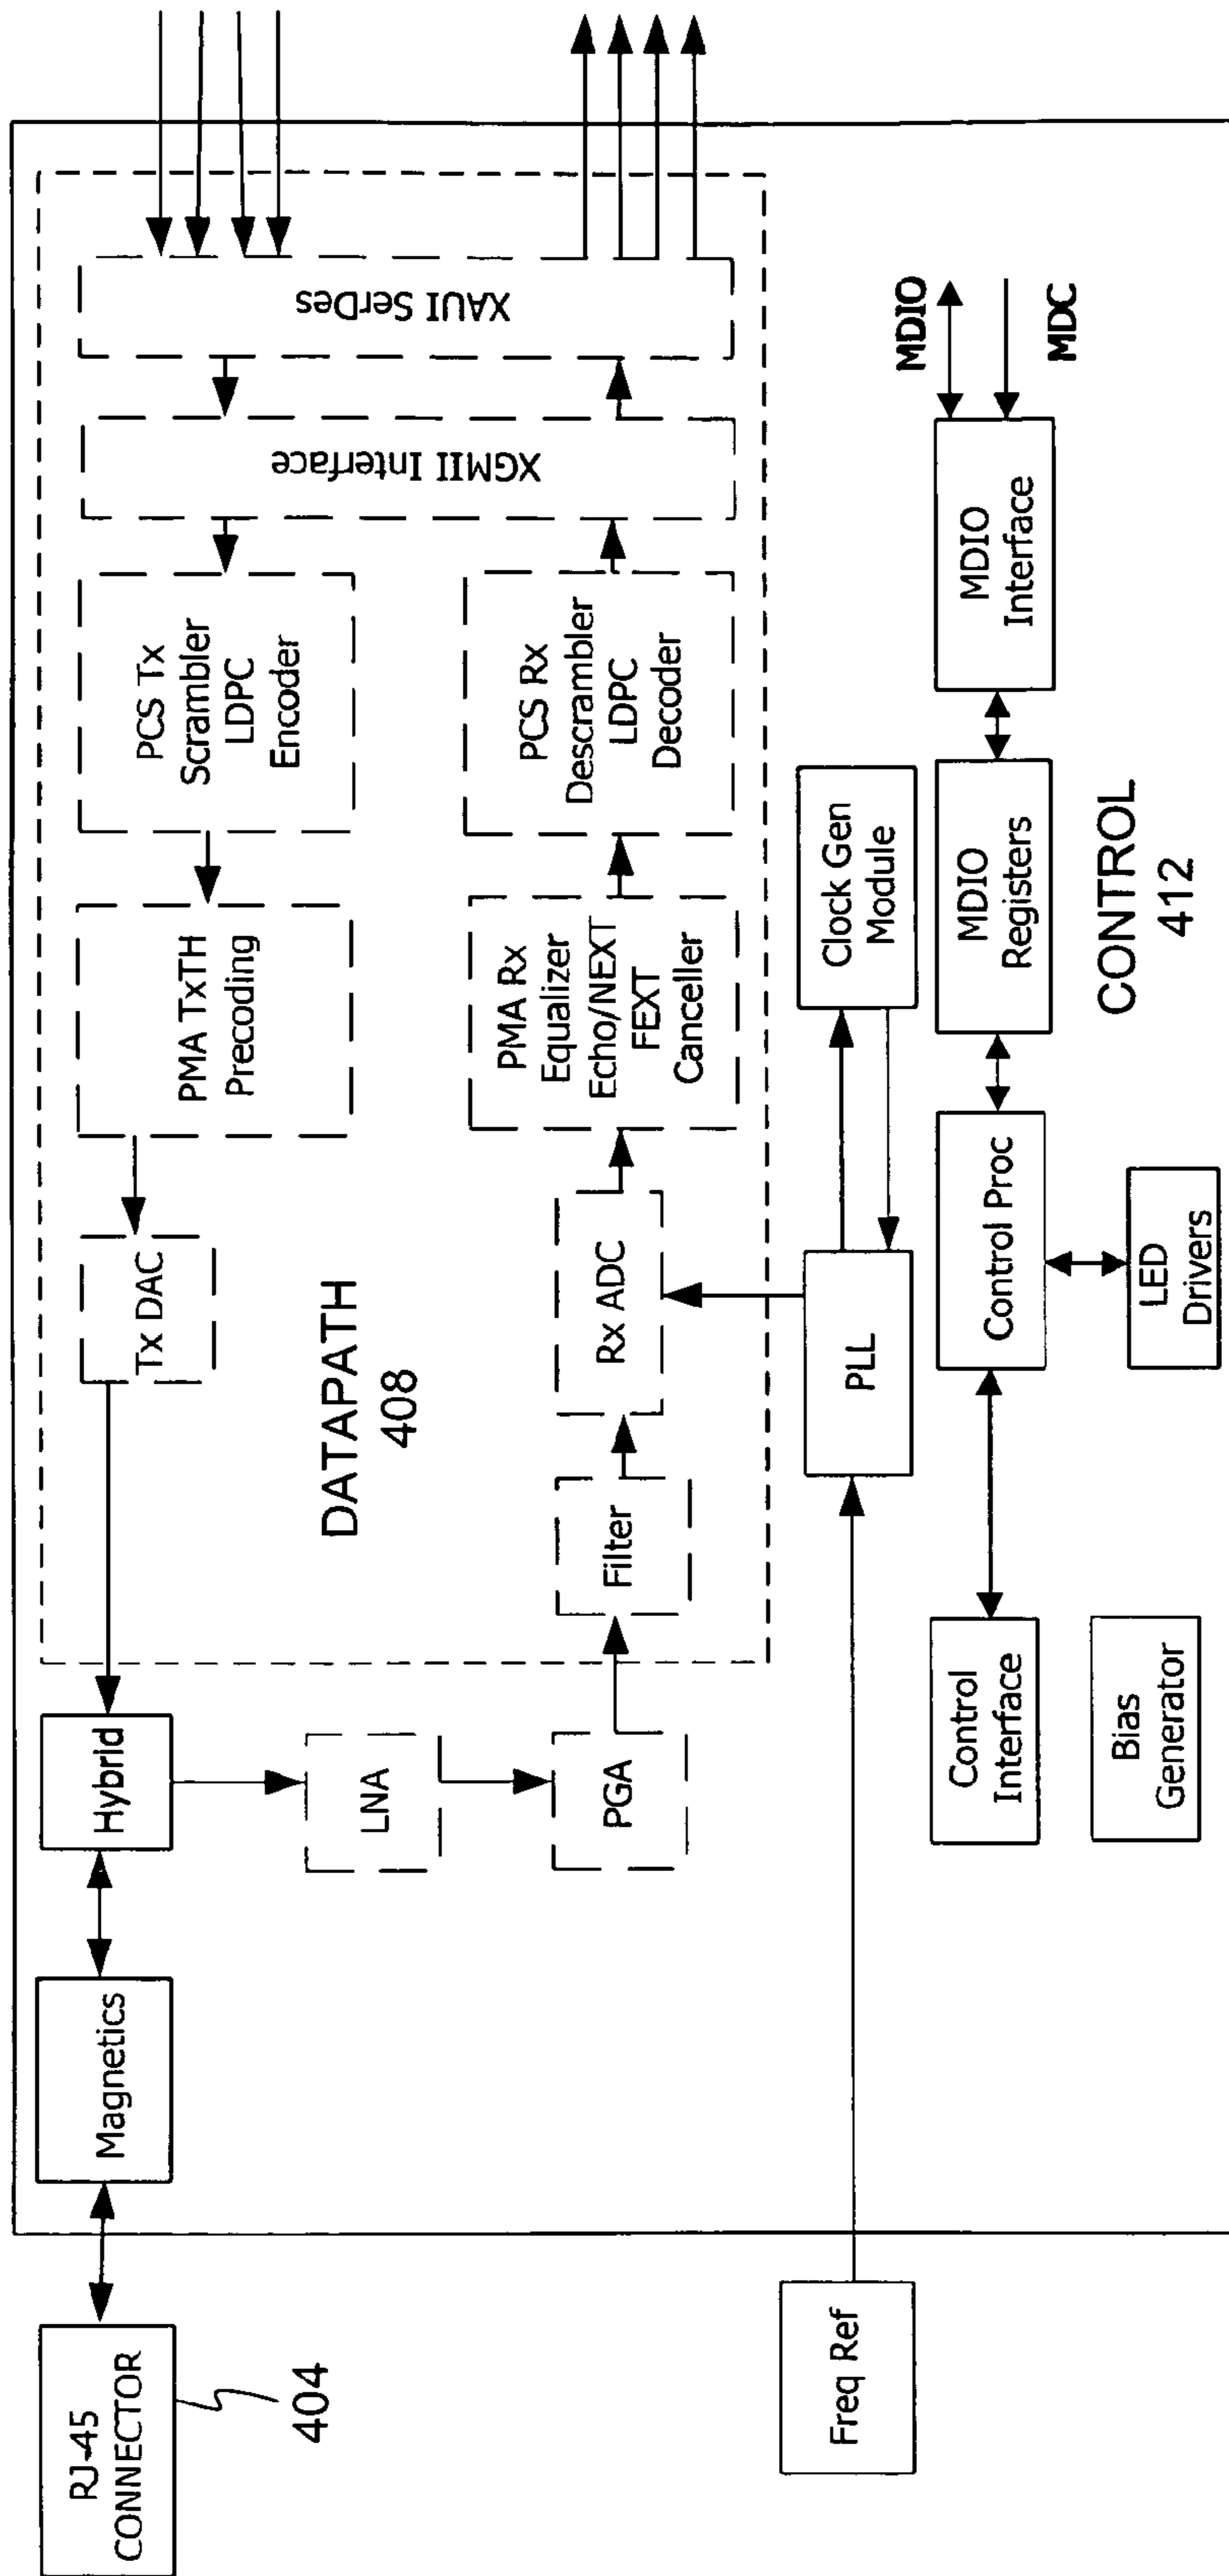 RJ-45
CONNECTOR
404
Magnetics
Hybrid
LNA
PGA
Tx DAC
PMA TxTH
Precoding
PCS Tx
Scrambler
LDPC
Encoder
XGMII Interface
XAUI SerDes
DATAPATH
408
Filter
Rx ADC
PMA Rx
Equalizer
Echo/NEXT
FEXT
Canceller
PCS Rx
Descrambler
LDPC
Decoder
Freq Ref
PLL
Clock Gen
Module
Control
Interface
Control Proc
MDIO
Registers
MDIO
Interface
MDIO
MDC
Bias
Generator
LED
Drivers
CONTROL
412